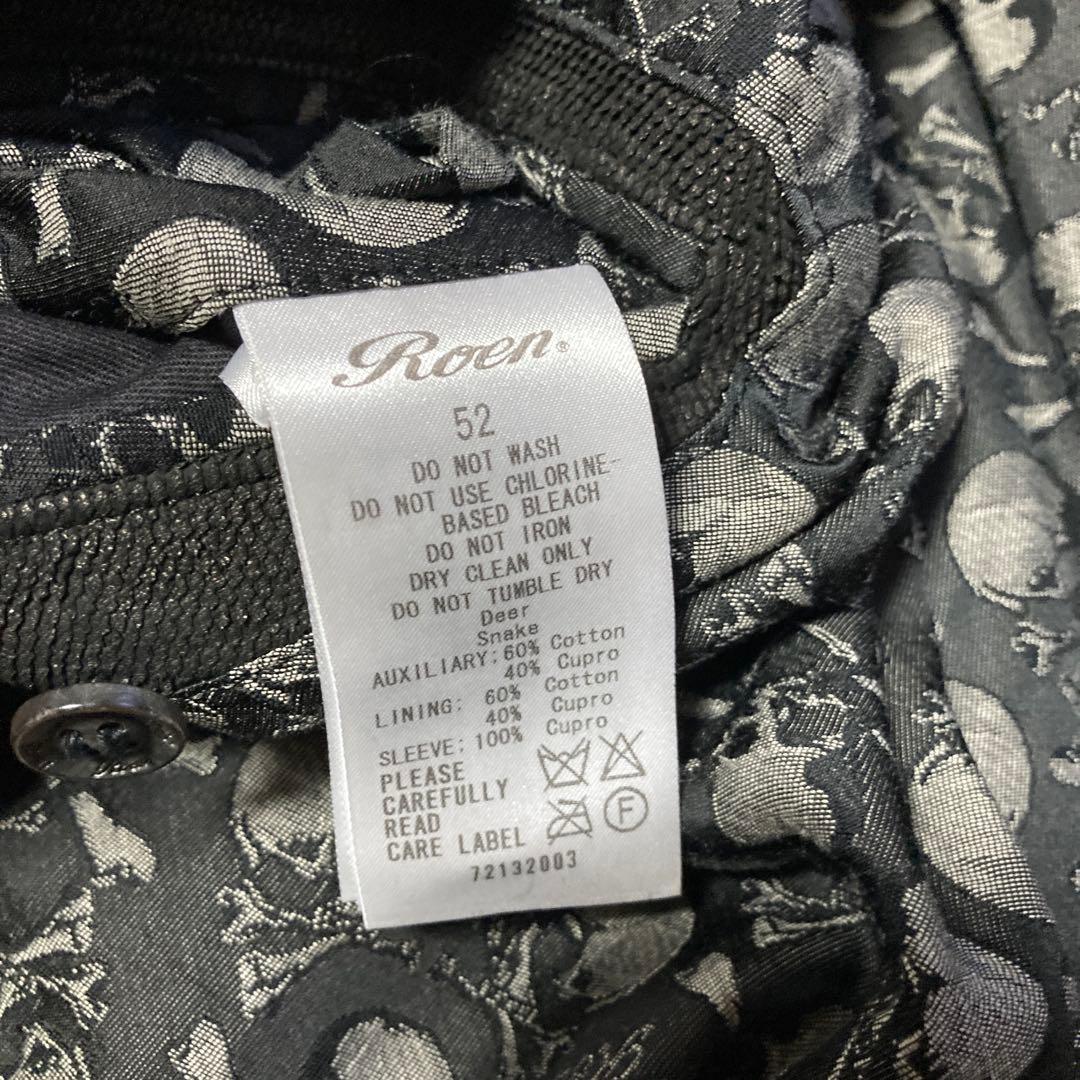 Roen®
52
DO NOT WASH
DO NOT USE CHLORINE-
BASED BLEACH
DO NOT IRON
DRY CLEAN ONLY
DO NOT TUMBLE DRY
Deer
Snake
AUXILIARY: 60% Cotton
40% Cupro
LINING: 60% Cotton
40% Cupro
SLEEVE: 100% Cupro
PLEASE
CAREFULLY
READ
CARE LABEL
F
72132003